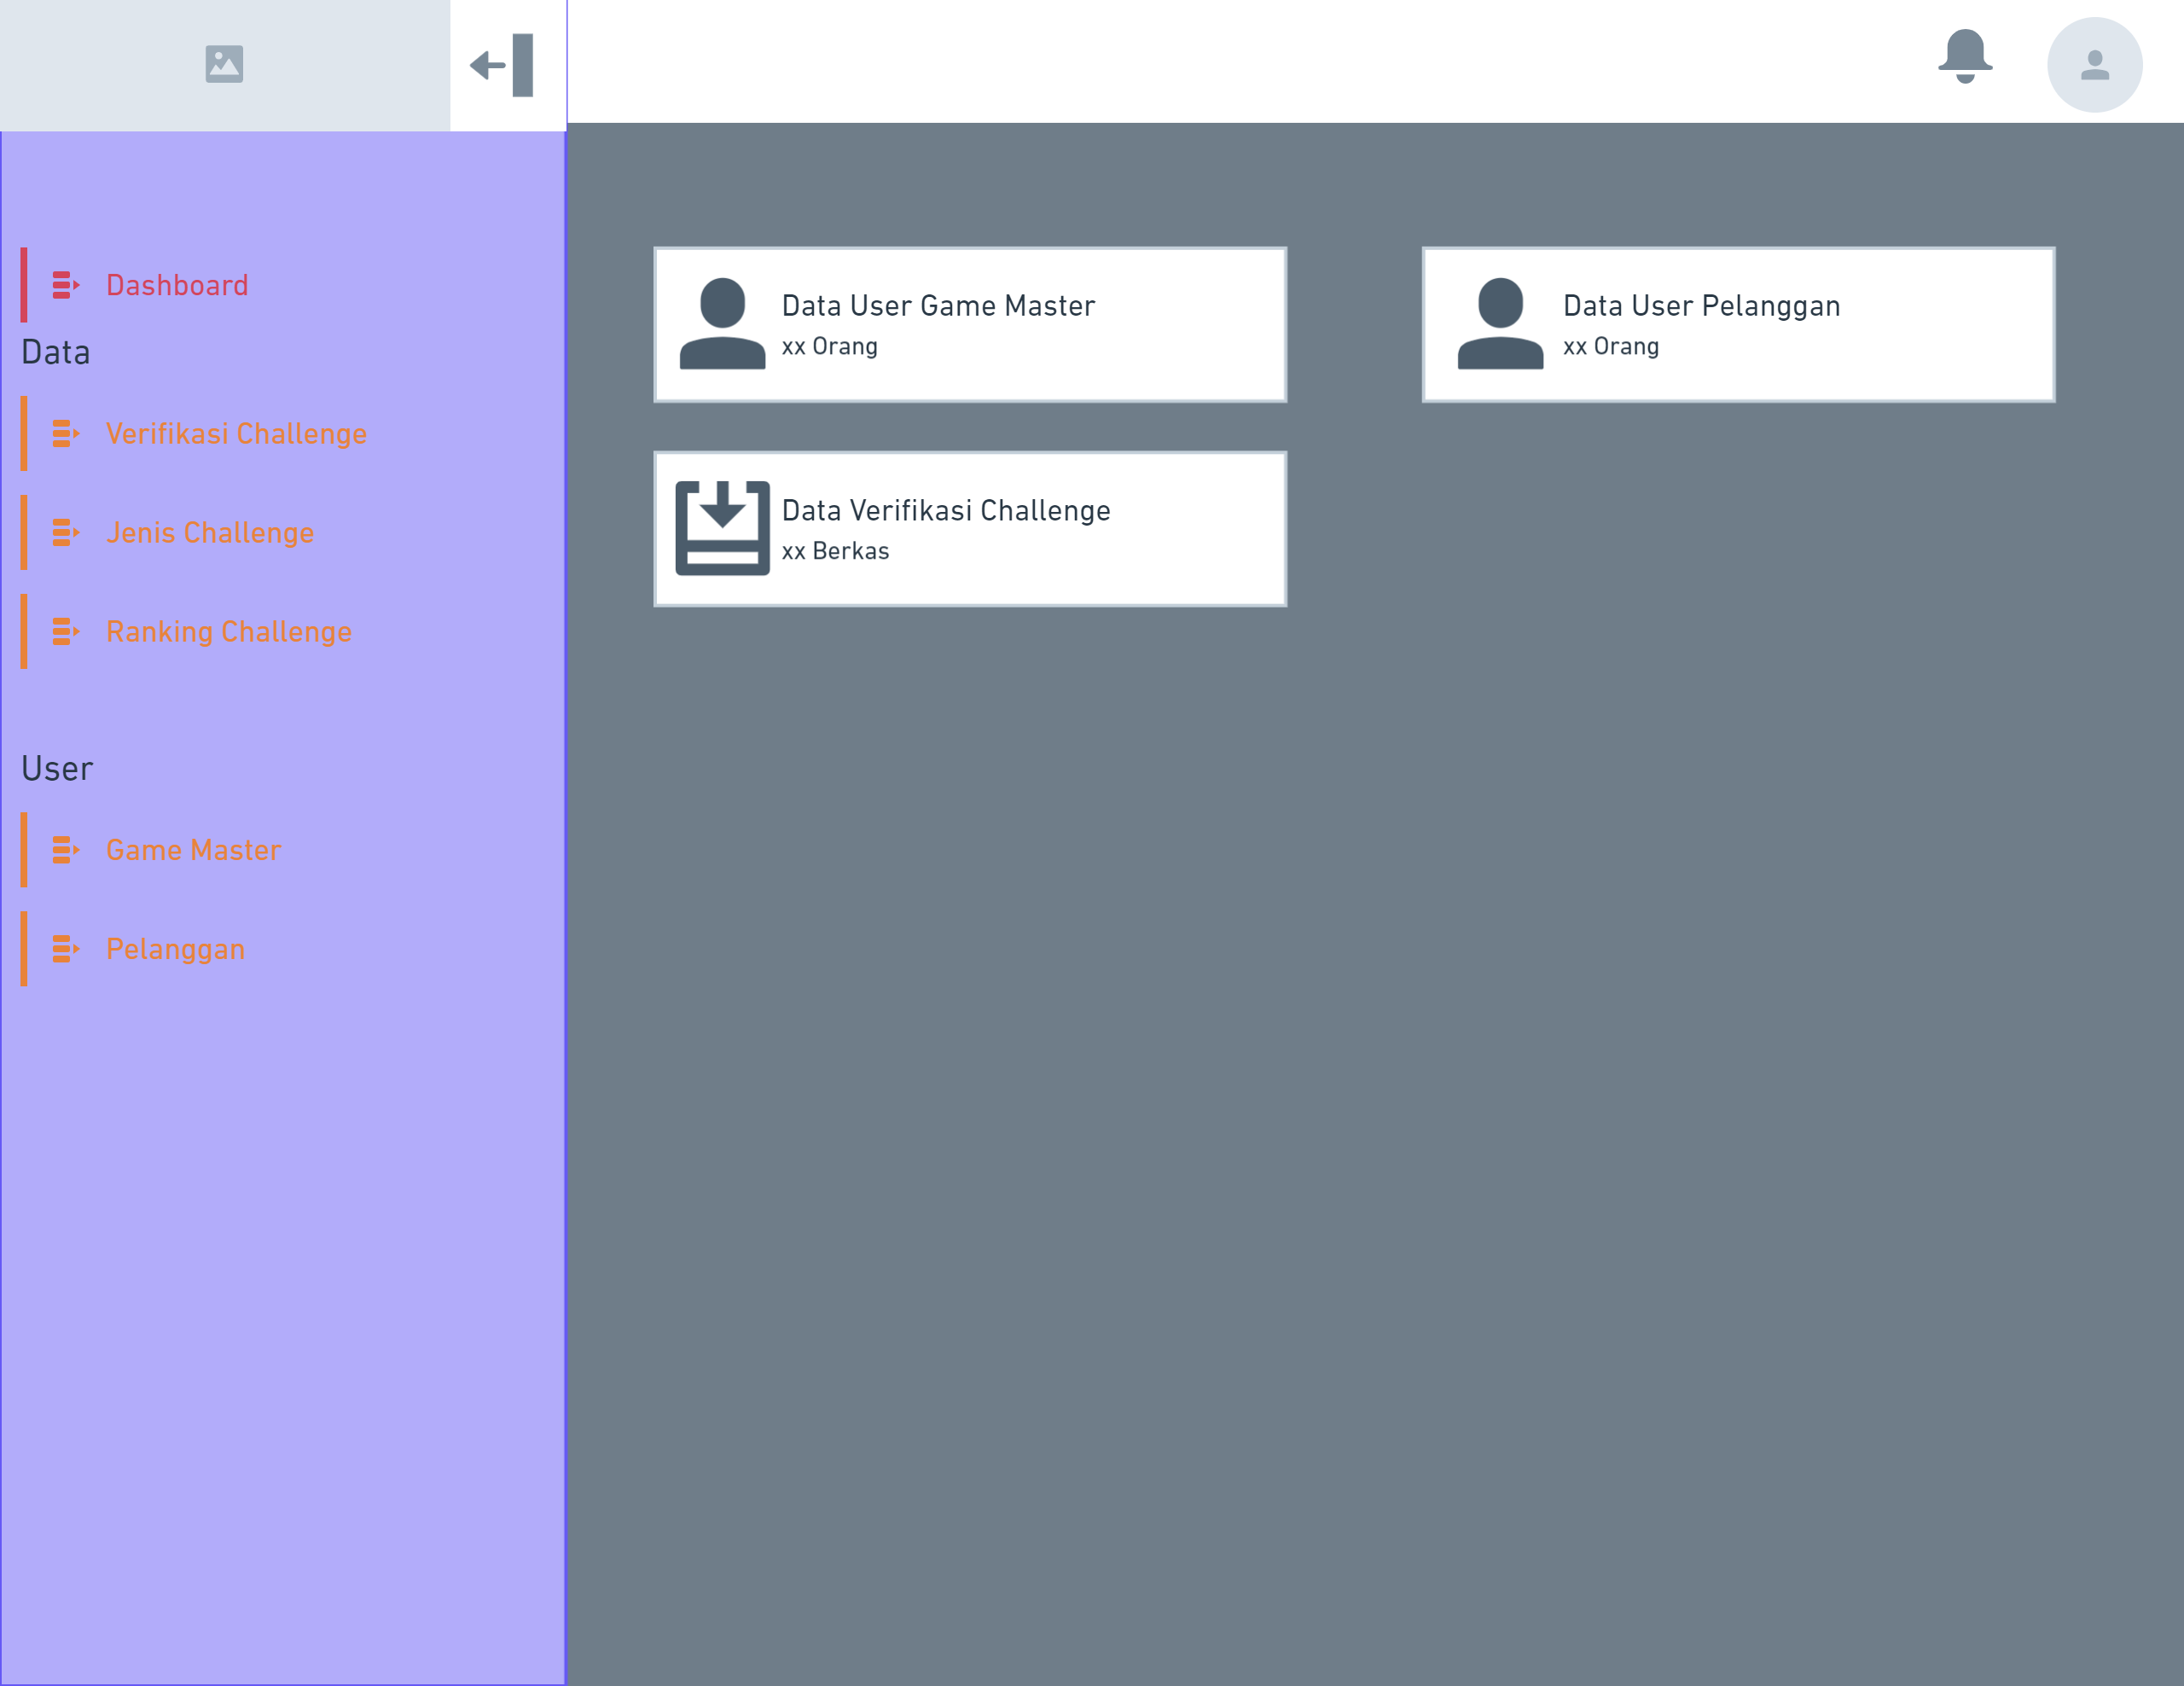 Dashboard
Data
Verifikasi Challenge
Jenis Challenge
Ranking Challenge
User
Game Master
Pelanggan
Data User Game Master
xx Orang
Data User Pelanggan
xx Orang
Data Verifikasi Challenge
xx Berkas